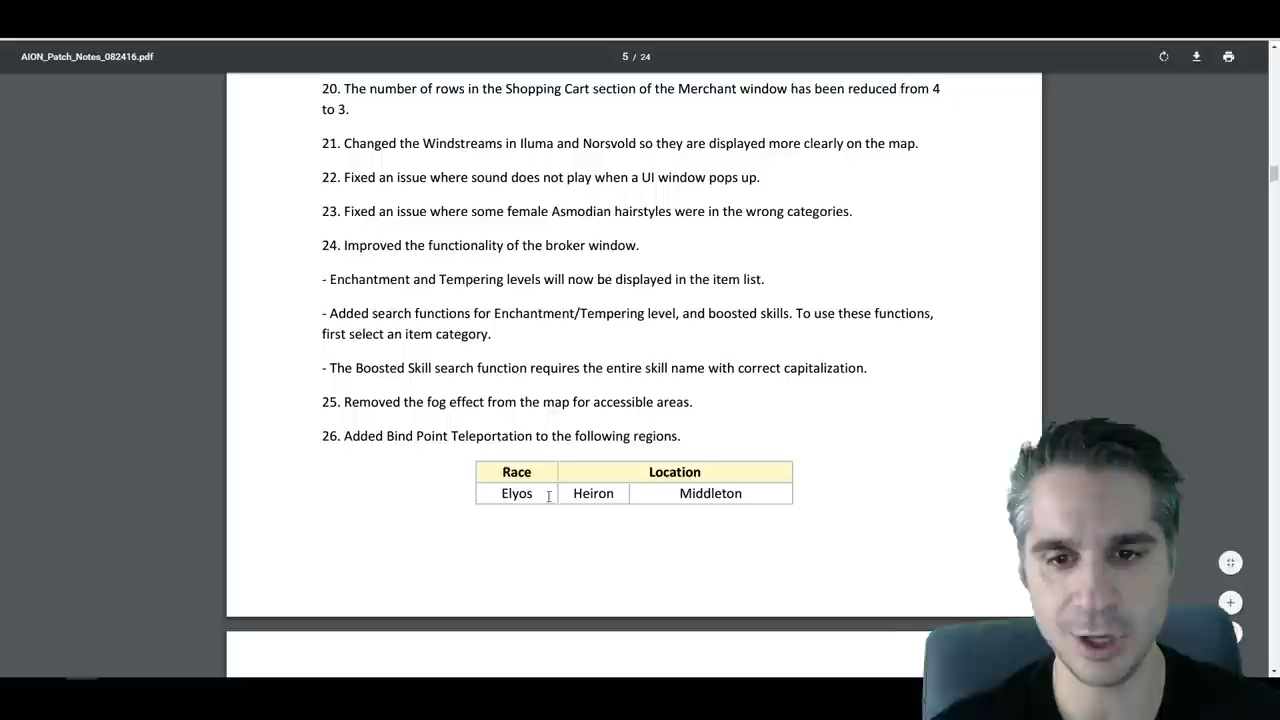 AION_Patch_Notes_082416.pdf
5 / 24
20. The number of rows in the Shopping Cart section of the Merchant window has been reduced from 4
to 3.
21. Changed the Windstreams in Iluma and Norsvold so they are displayed more clearly on the map.
22. Fixed an issue where sound does not play when a UI window pops up.
23. Fixed an issue where some female Asmodian hairstyles were in the wrong categories.
24. Improved the functionality of the broker window.
- Enchantment and Tempering levels will now be displayed in the item list.
- Added search functions for Enchantment/Tempering level, and boosted skills. To use these functions,
first select an item category.
- The Boosted Skill search function requires the entire skill name with correct capitalization.
25. Removed the fog effect from the map for accessible areas.
26. Added Bind Point Teleportation to the following regions.
Race Location
Elyos Heiron Middleton